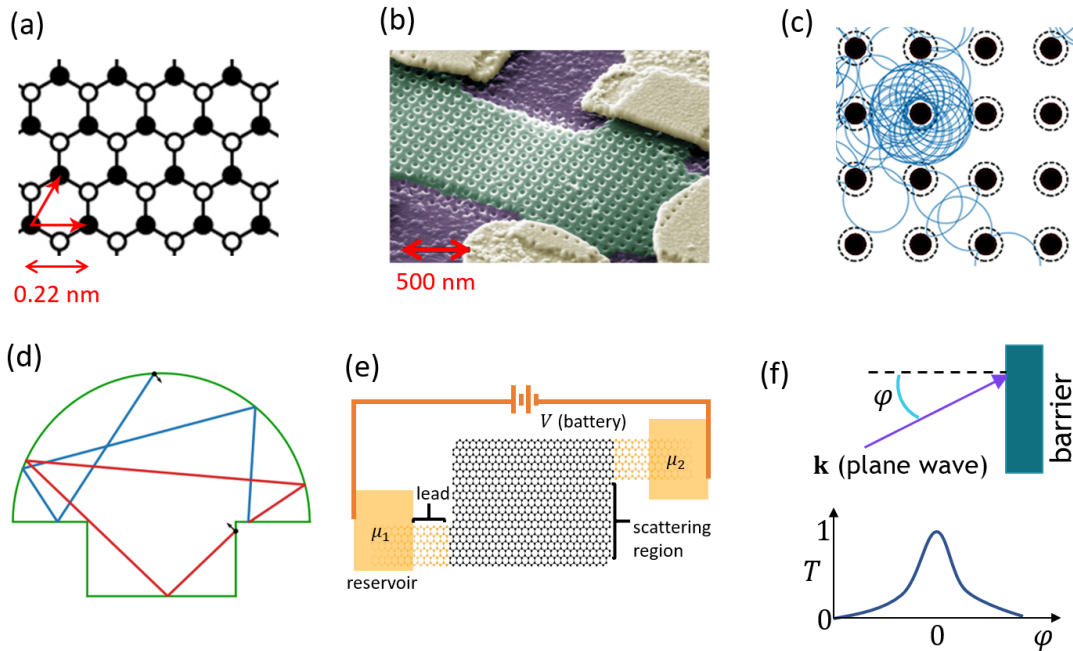 (a)
0.22 nm
(b)
500 nm
(c)
(d)
(e)
V (battery)
μ₂
lead
μ₁
scattering
region
reservoir
(f)
φ
k (plane wave)
barrier
1
T
0
0
φ